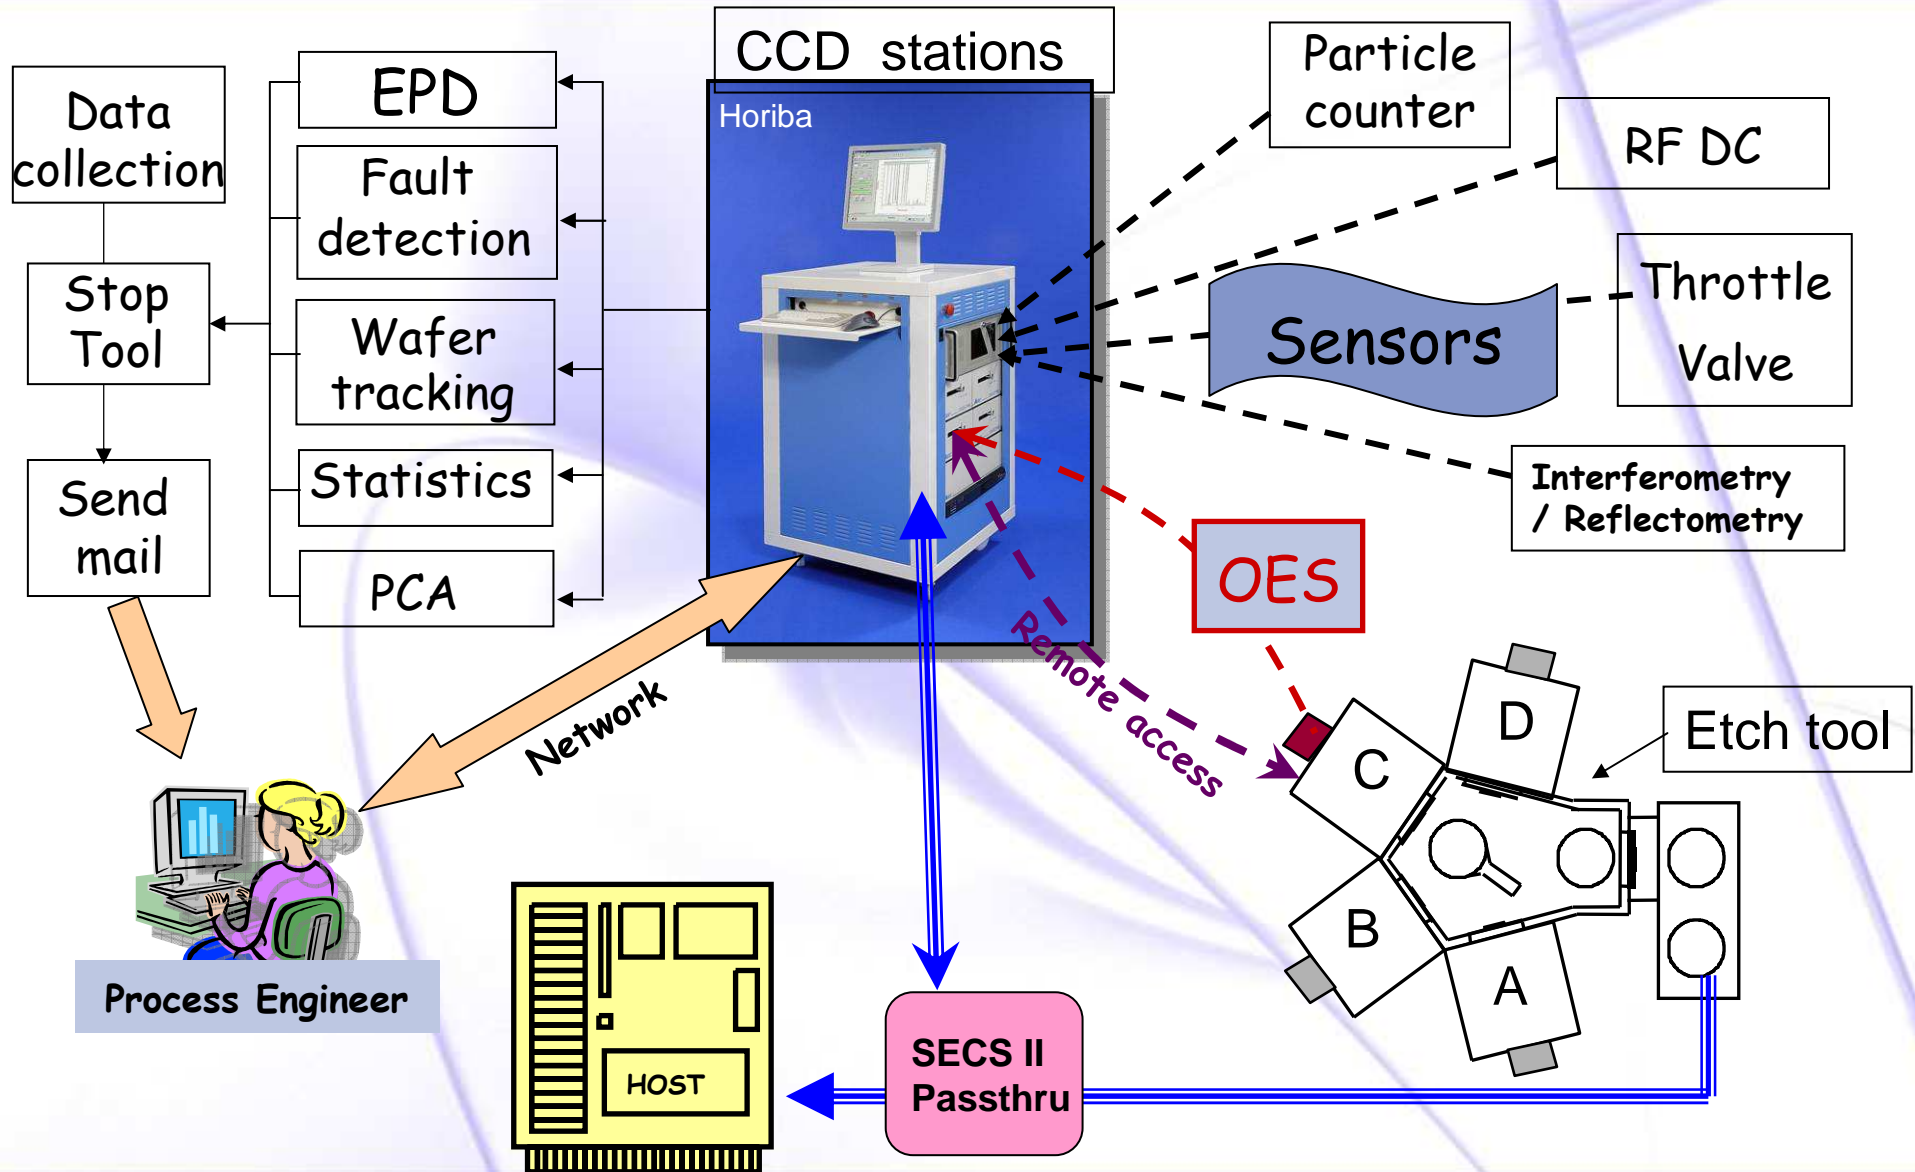 CCD stations
Horiba
Data
collection
Stop
Tool
Send
mail
EPD
Fault
detection
Wafer
tracking
Statistics
PCA
Particle
counter
RF DC
Sensors
Throttle
Valve
Interferometry
/ Reflectometry
OES
Remote access
Network
Process Engineer
HOST
SECS II
Passthru
Etch tool
D
C
B
A